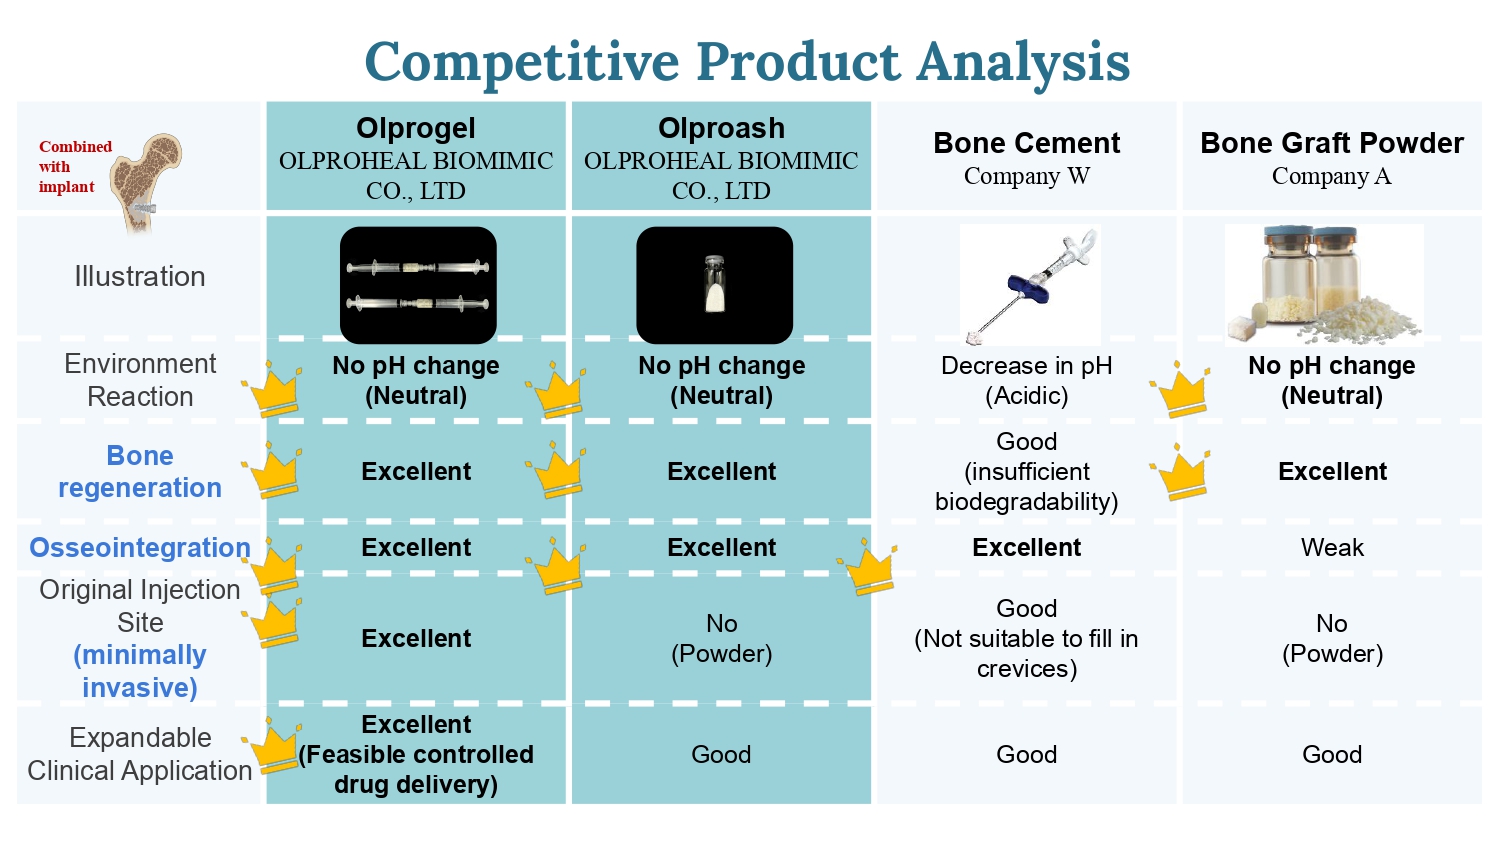 Competitive Product Analysis
Combined
with
implant
Olprogel
OLPROHEAL BIOMIMIC
CO., LTD
Olproash
OLPROHEAL BIOMIMIC
CO., LTD
Bone Cement
Company W
Bone Graft Powder
Company A
Illustration
Environment
Reaction
No pH change
(Neutral)
No pH change
(Neutral)
Decrease in pH
(Acidic)
No pH change
(Neutral)
Bone
regeneration
Excellent
Excellent
Good
(insufficient
biodegradability)
Excellent
Osseointegration
Excellent
Excellent
Excellent
Weak
Original Injection
Site
(minimally
invasive)
Excellent
No
(Powder)
Good
(Not suitable to fill in
crevices)
No
(Powder)
Expandable
Clinical Application
Excellent
(Feasible controlled
drug delivery)
Good
Good
Good